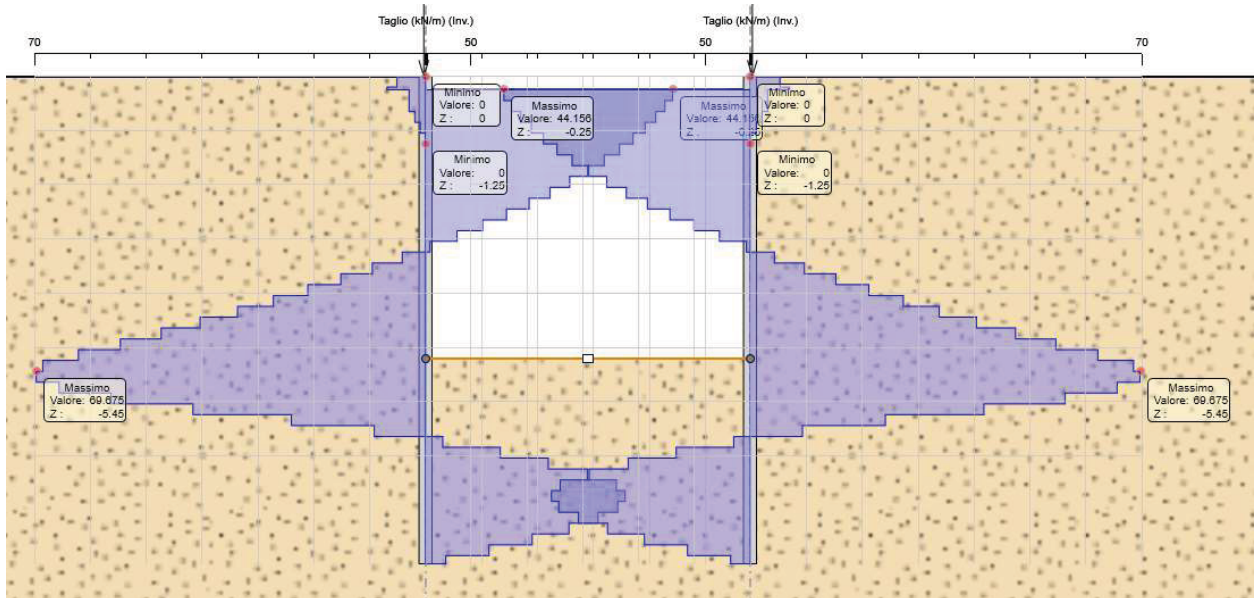 Taglio (kN/m) (Inv.)
Taglio (kN/m) (Inv.)
70
50
50
70
Minimo
Valore: 0
Z : 0
Massimo
Valore: 44.156
Z : -0.25
Massimo
Valore: 44.156
Z : -0.25
Minimo
Valore: 0
Z : 0
Minimo
Valore: 0
Z : -1.25
Minimo
Valore: 0
Z : -1.25
Massimo
Valore: 69.675
Z : -5.45
Massimo
Valore: 69.675
Z : -5.45